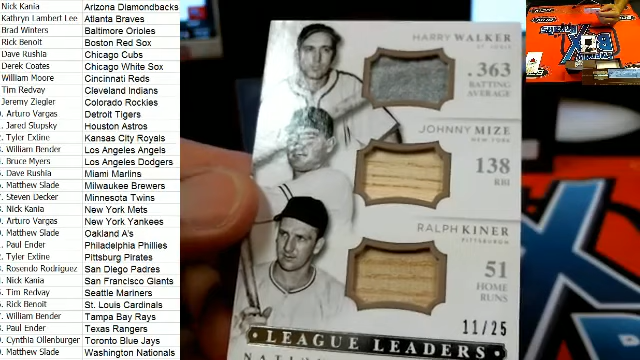 Nick Kania Arizona Diamondbacks
Kathryn Lambert Lee Atlanta Braves
Brad Winters Baltimore Orioles
Rick Benoit Boston Red Sox
Dave Rushia Chicago Cubs
Derek Coates Chicago White Sox
William Moore Cincinnati Reds
Tim Redvay Cleveland Indians
Jeremy Ziegler Colorado Rockies
Arturo Vargas Detroit Tigers
Jared Stupsky Houston Astros
Tyler Extine Kansas City Royals
William Bender Los Angeles Angels
Bruce Myers Los Angeles Dodgers
Dave Rushia Miami Marlins
Matthew Slade Milwaukee Brewers
Steven Decker Minnesota Twins
Nick Kania New York Mets
Arturo Vargas New York Yankees
Matthew Slade Oakland A's
Paul Ender Philadelphia Phillies
Tyler Extine Pittsburg Pirates
Rosendo Rodriguez San Diego Padres
Nick Kania San Francisco Giants
Tim Redvay Seattle Mariners
Rick Benoit St. Louis Cardinals
William Bender Tampa Bay Rays
Paul Ender Texas Rangers
Cynthia Ollenburger Toronto Blue Jays
Matthew Slade Washington Nationals
HARRY WALKER
ST. LOUIS
.363
BATTING
AVERAGE
JOHNNY MIZE
NEW YORK
138
RBI
RALPH KINER
PITTSBURGH
51
HOME
RUNS
11/25
LEAGUE LEADERS